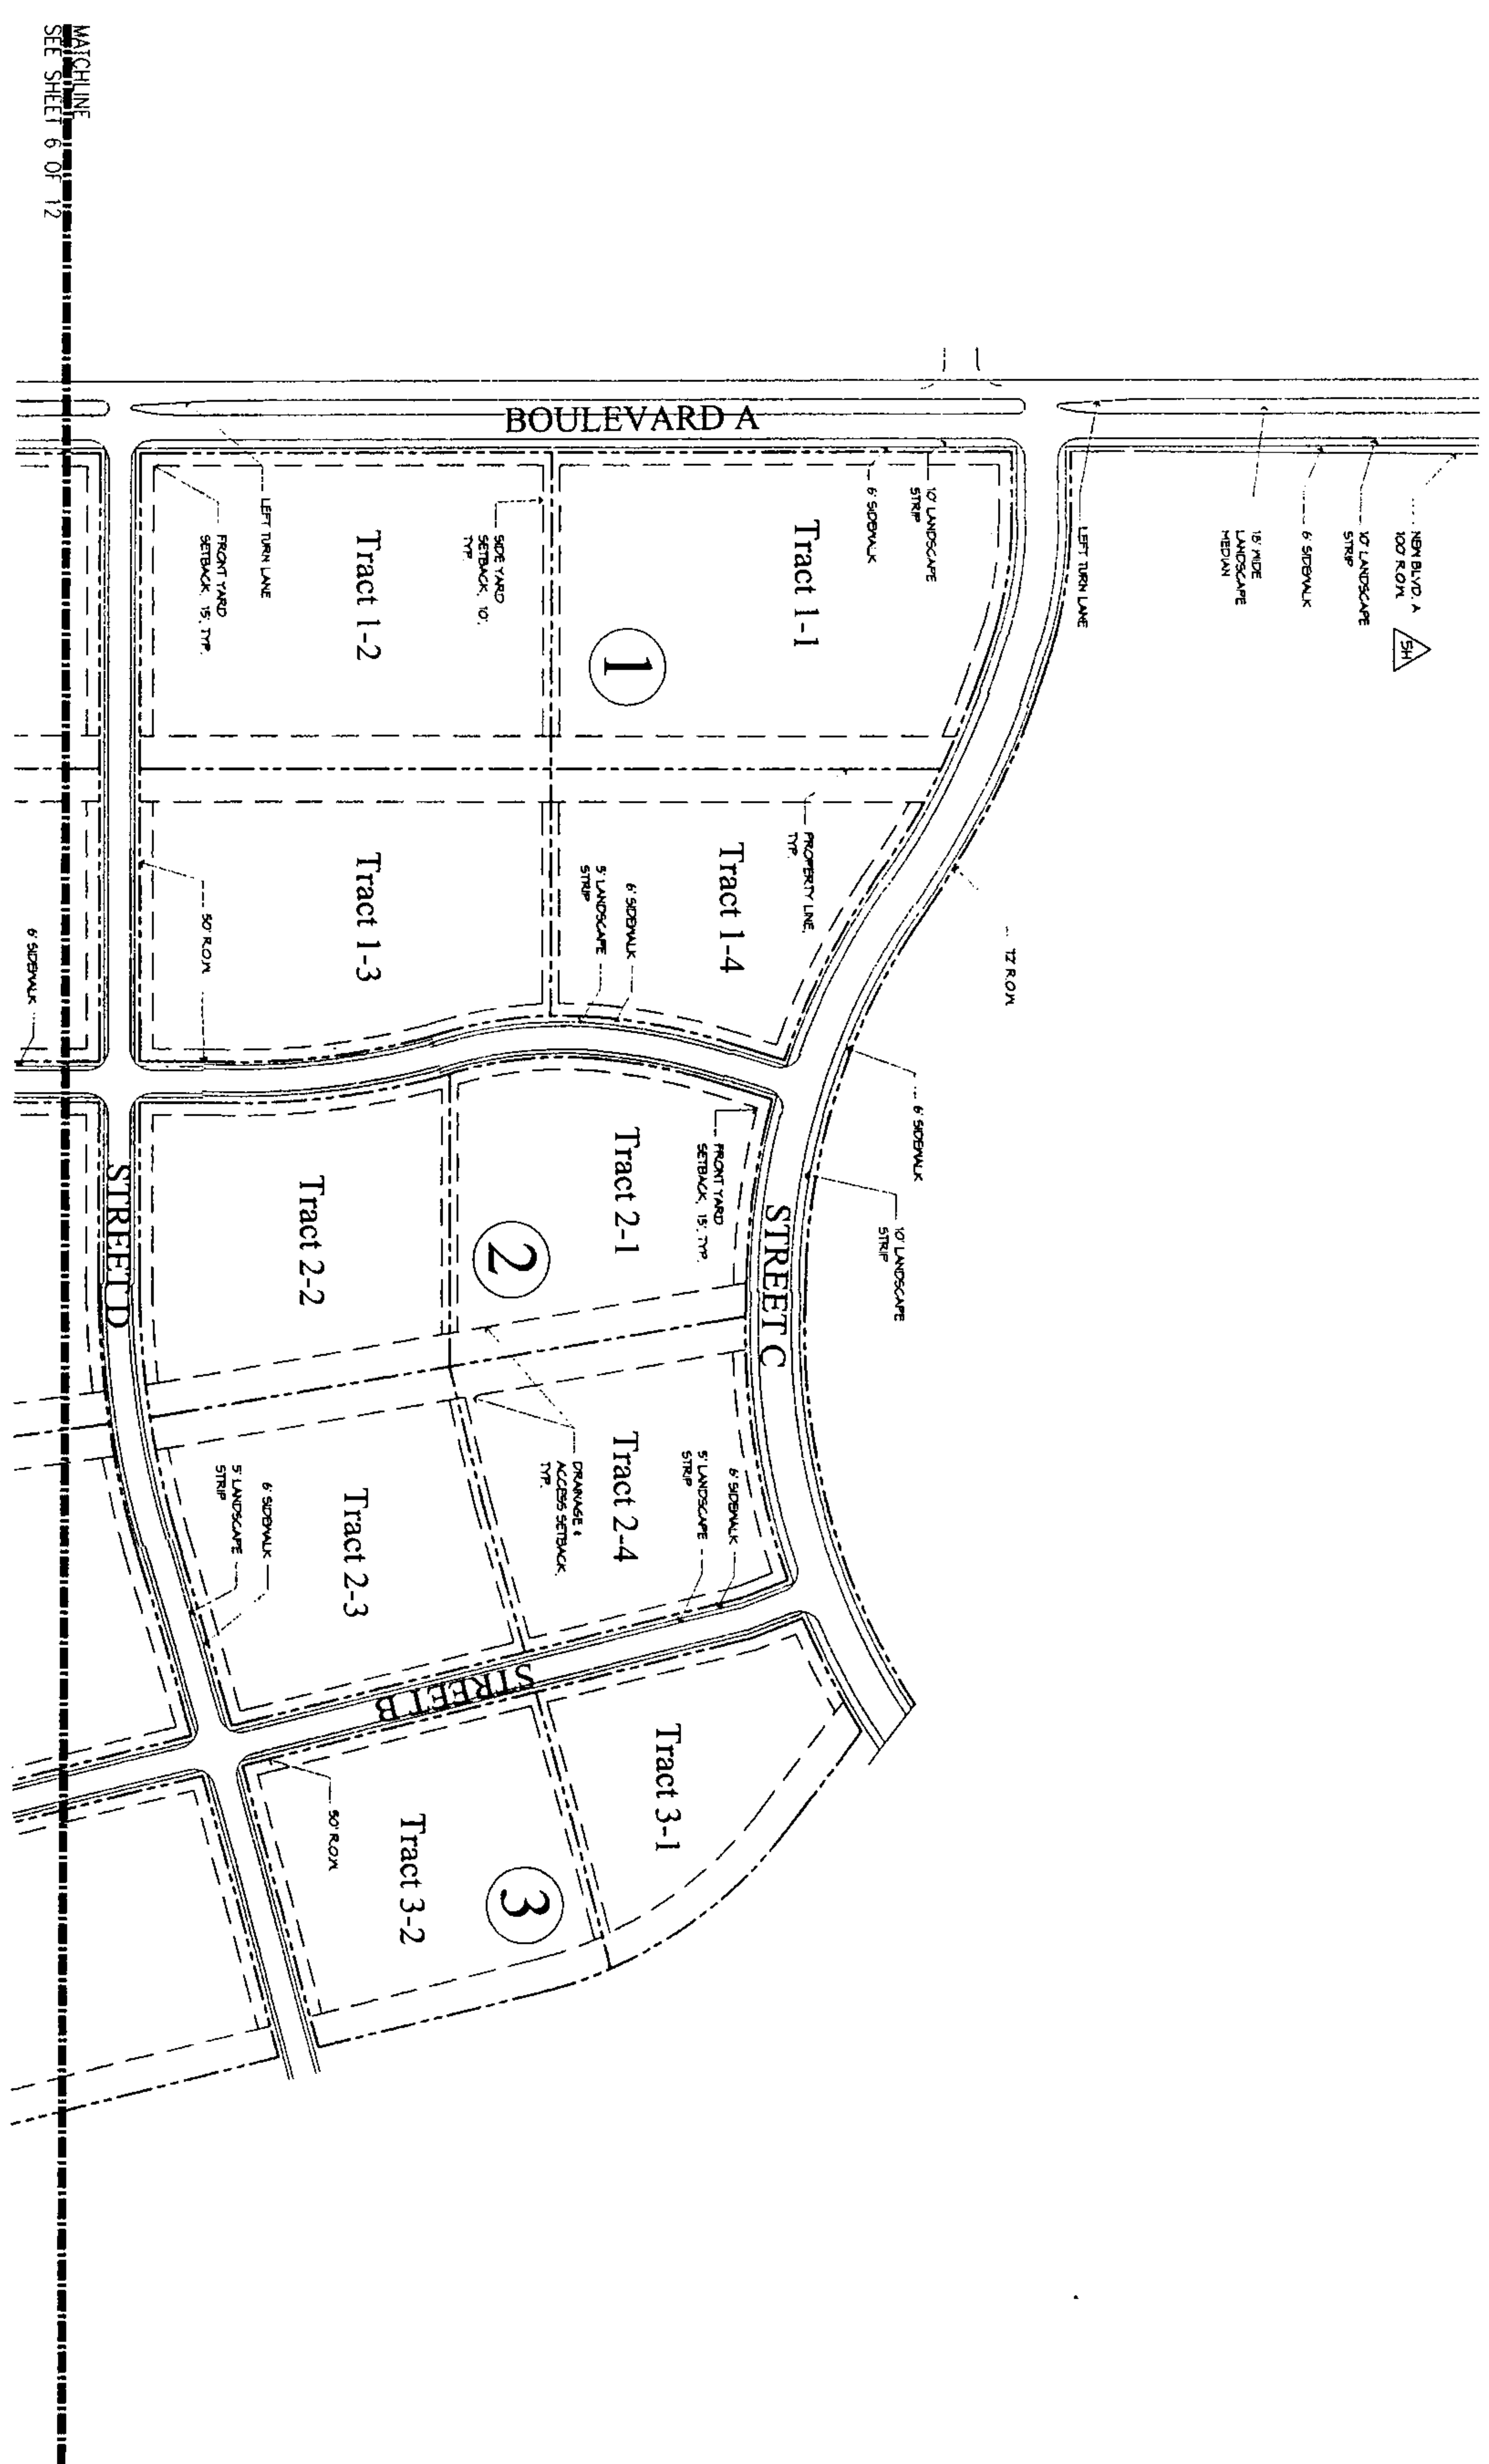 MATCHLINE
SEE SHEET 6 OF 12
NEW BLVD. A
100' R.O.W.
5H
10' LANDSCAPE
STRIP
6' SIDEWALK
18' WIDE
LANDSCAPE
MEDIAN
LEFT TURN LANE
BOULEVARD A
10' LANDSCAPE
STRIP
6' SIDEWALK
Tract 1-1
1
SIDE YARD
SETBACK, 10',
TYP.
Tract 1-2
LEFT TURN LANE
FRONT YARD
SETBACK, 15', TYP.
PROPERTY LINE,
TYP.
Tract 1-4
6' SIDEWALK
5' LANDSCAPE
STRIP
Tract 1-3
50' R.O.W.
6' SIDEWALK
72' R.O.W.
6' SIDEWALK
10' LANDSCAPE
STRIP
STREET C
FRONT YARD
SETBACK, 15', TYP.
Tract 2-1
2
Tract 2-2
STREET D
6' SIDEWALK
5' LANDSCAPE
STRIP
Tract 2-4
DRAINAGE &
ACCESS SETBACK,
TYP.
Tract 2-3
6' SIDEWALK
5' LANDSCAPE
STRIP
STREET B
Tract 3-1
3
Tract 3-2
50' R.O.W.